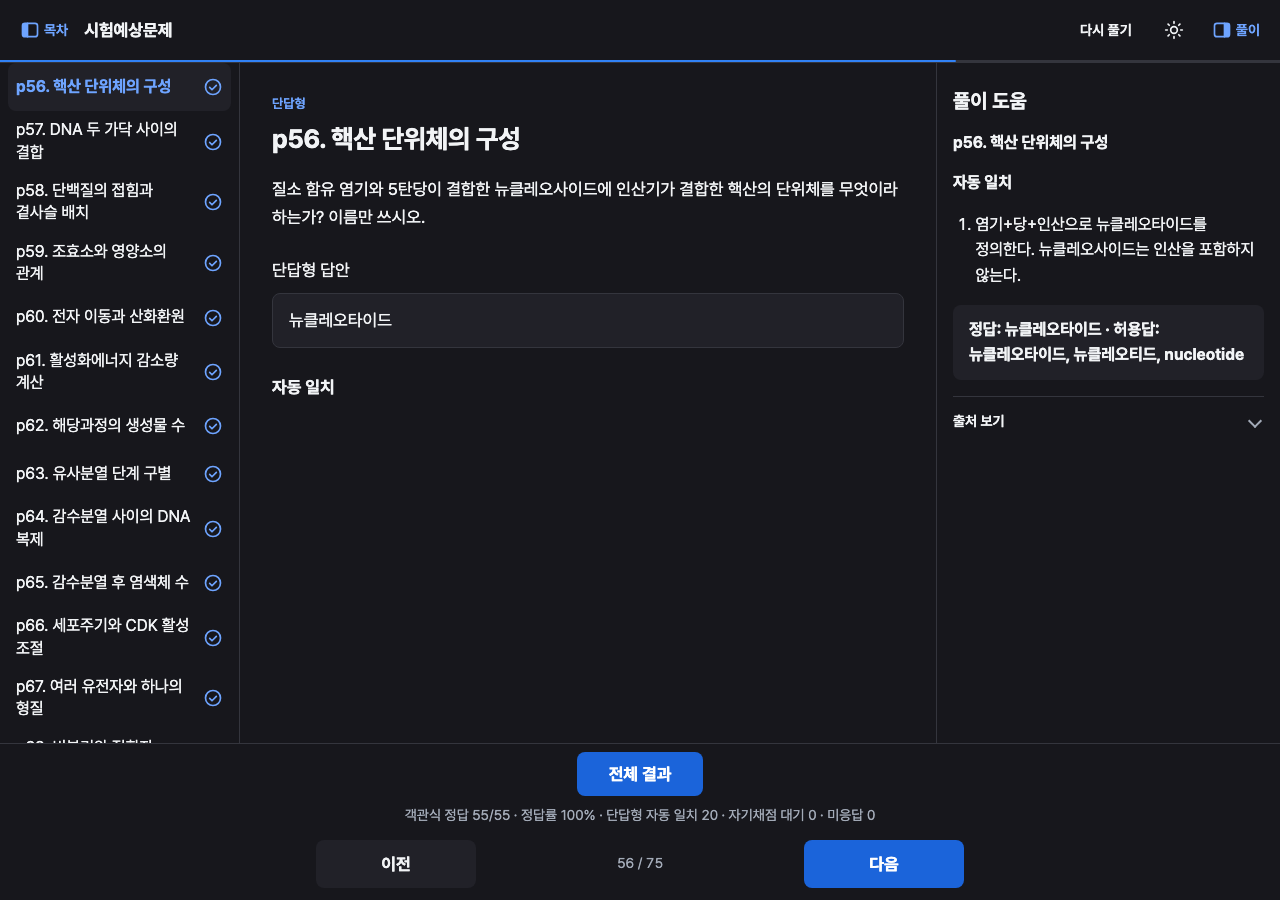 목차
시험예상문제
다시 풀기
풀이
p56. 핵산 단위체의 구성
p57. DNA 두 가닥 사이의
결합
p58. 단백질의 접힘과
곁사슬 배치
p59. 조효소와 영양소의
관계
p60. 전자 이동과 산화환원
p61. 활성화에너지 감소량
계산
p62. 해당과정의 생성물 수
p63. 유사분열 단계 구별
p64. 감수분열 사이의 DNA
복제
p65. 감수분열 후 염색체 수
p66. 세포주기와 CDK 활성
조절
p67. 여러 유전자와 하나의
형질
단답형
p56. 핵산 단위체의 구성
질소 함유 염기와 5탄당이 결합한 뉴클레오사이드에 인산기가 결합한 핵산의 단위체를 무엇이라
하는가? 이름만 쓰시오.
단답형 답안
뉴클레오타이드
자동 일치
풀이 도움
p56. 핵산 단위체의 구성
자동 일치
1. 염기+당+인산으로 뉴클레오타이드를
정의한다. 뉴클레오사이드는 인산을 포함하지
않는다.
정답: 뉴클레오타이드 · 허용답:
뉴클레오타이드, 뉴클레오티드, nucleotide
출처 보기
전체 결과
객관식 정답 55/55 · 정답률 100% · 단답형 자동 일치 20 · 자기채점 대기 0 · 미응답 0
이전
56 / 75
다음